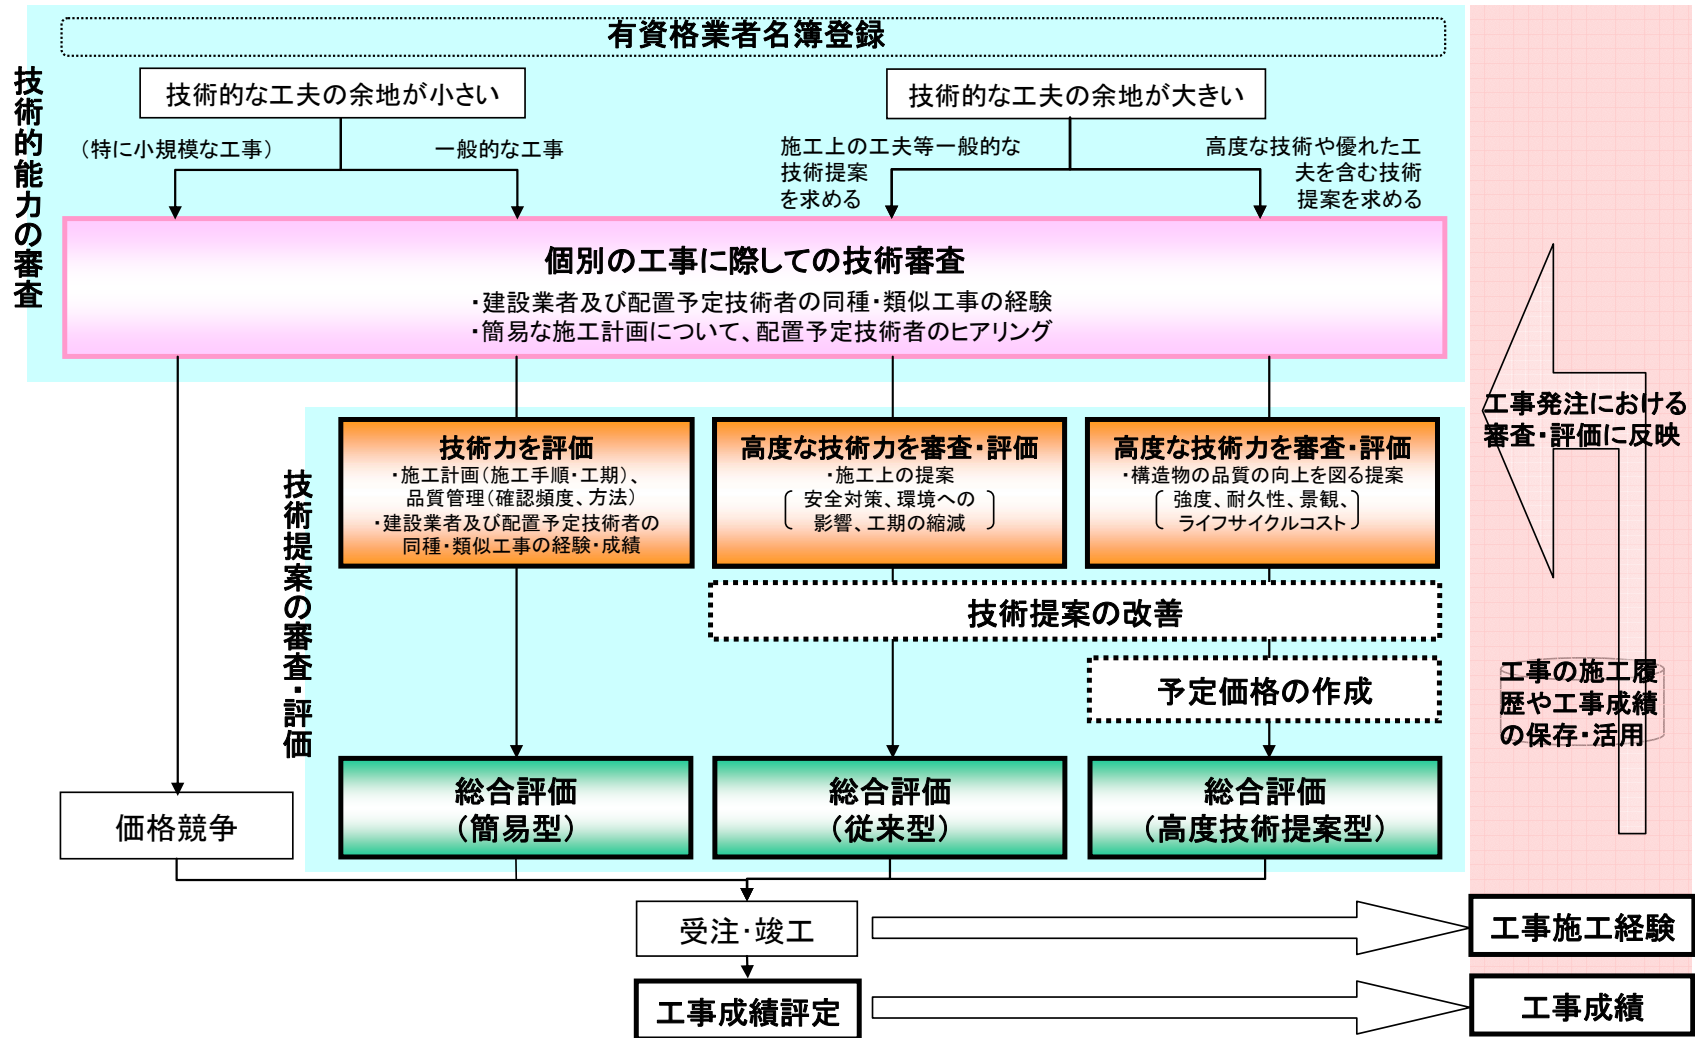 有資格業者名簿登録
技術的能力の審査
技術的な工夫の余地が小さい
技術的な工夫の余地が大きい
（特に小規模な工事）
一般的な工事
施工上の工夫等一般的な
技術提案
を求める
高度な技術や優れた工
夫を含む技術
提案を求める
個別の工事に際しての技術審査
・建設業者及び配置予定技術者の同種・類似工事の経験
・簡易な施工計画について、配置予定技術者のヒアリング
技術提案の審査・評価
技術力を評価
・施工計画（施工手順・工期）、
品質管理（確認頻度、方法）
・建設業者及び配置予定技術者の
同種・類似工事の経験・成績
高度な技術力を審査・評価
・施工上の提案
安全対策、環境への
影響、工期の縮減
高度な技術力を審査・評価
・構造物の品質の向上を図る提案
強度、耐久性、景観、
ライフサイクルコスト
技術提案の改善
予定価格の作成
価格競争
総合評価
（簡易型）
総合評価
（従来型）
総合評価
（高度技術提案型）
受注・竣工
工事成績評定
工事発注における
審査・評価に反映
工事の施工履
歴や工事成績
の保存・活用
工事施工経験
工事成績